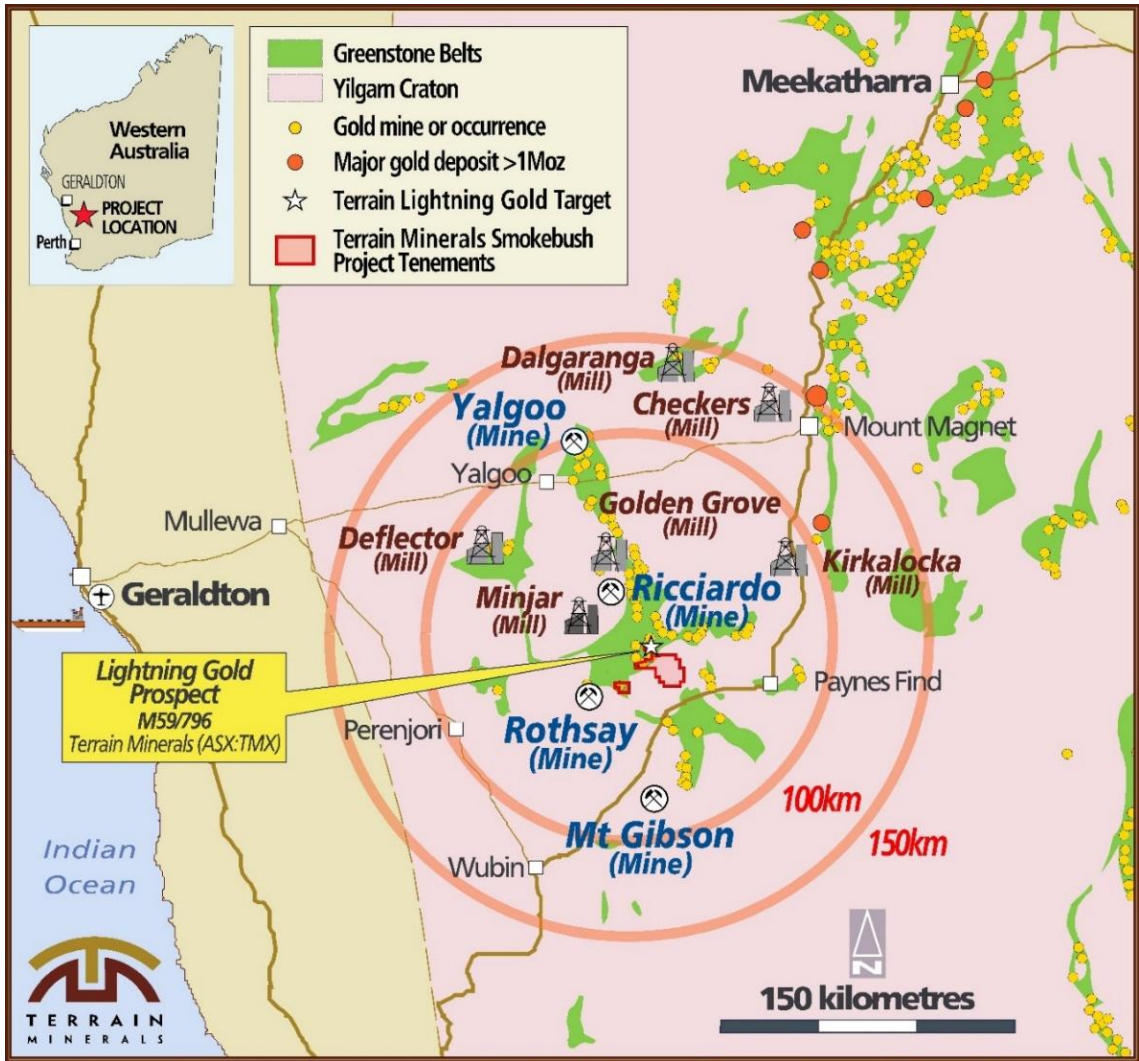 Western
Australia
GERALDTON
PROJECT
LOCATION
Perth
Greenstone Belts
Yilgarn Craton
Gold mine or occurrence
Major gold deposit >1Moz
Terrain Lightning Gold Target
Terrain Minerals Smokebush
Project Tenements
Meekatharra
Dalgaranga
(Mill)
Checkers
(Mill)
Yalgoo
(Mine)
Mount Magnet
Yalgoo
Golden Grove
(Mill)
Mullewa
Deflector
(Mill)
Kirkalocka
(Mill)
Geraldton
Minjar
(Mill)
Ricciardo
(Mine)
Lightning Gold
Prospect
M59/796
Terrain Minerals (ASX:TMX)
Paynes Find
Rothsay
(Mine)
Perenjori
100km
150km
Mt Gibson
(Mine)
Indian
Ocean
Wubin
N
150 kilometres
TERRAIN
MINERALS